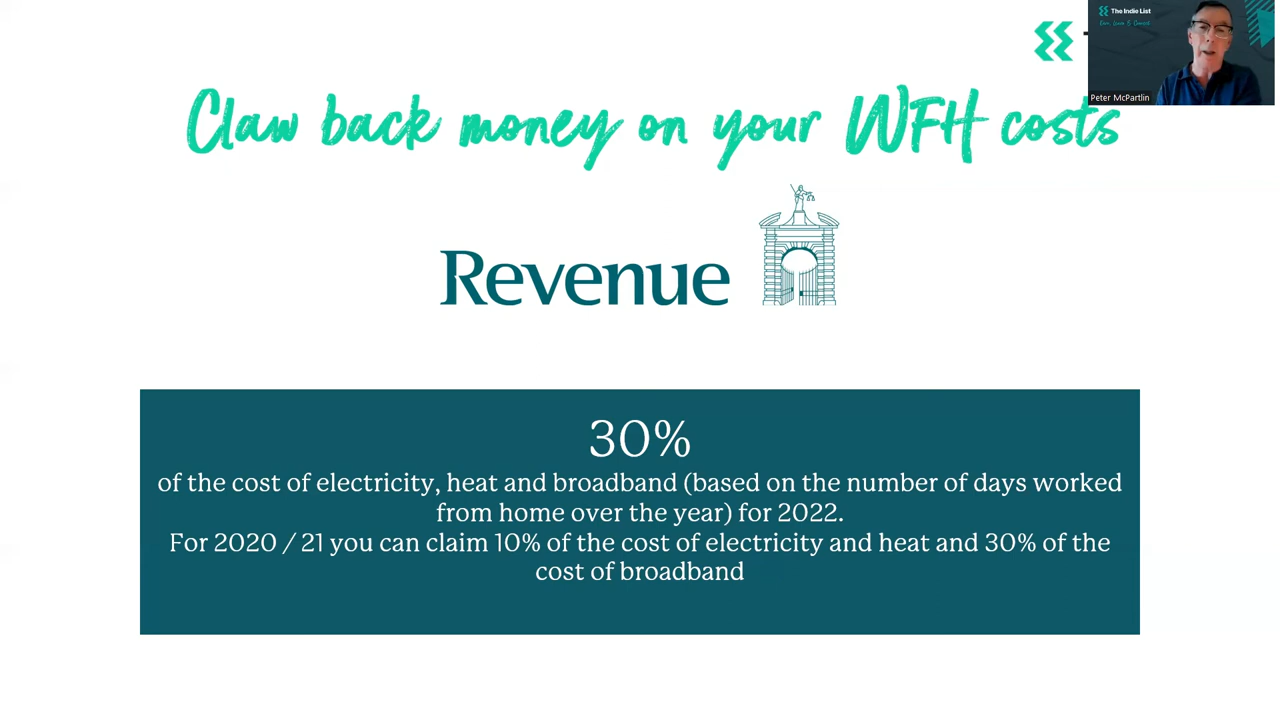 The Indie List
Peter McPartlin
Claw back money on your WFH costs
Revenue
30%
of the cost of electricity, heat and broadband (based on the number of days worked
from home over the year) for 2022.
For 2020 / 21 you can claim 10% of the cost of electricity and heat and 30% of the
cost of broadband